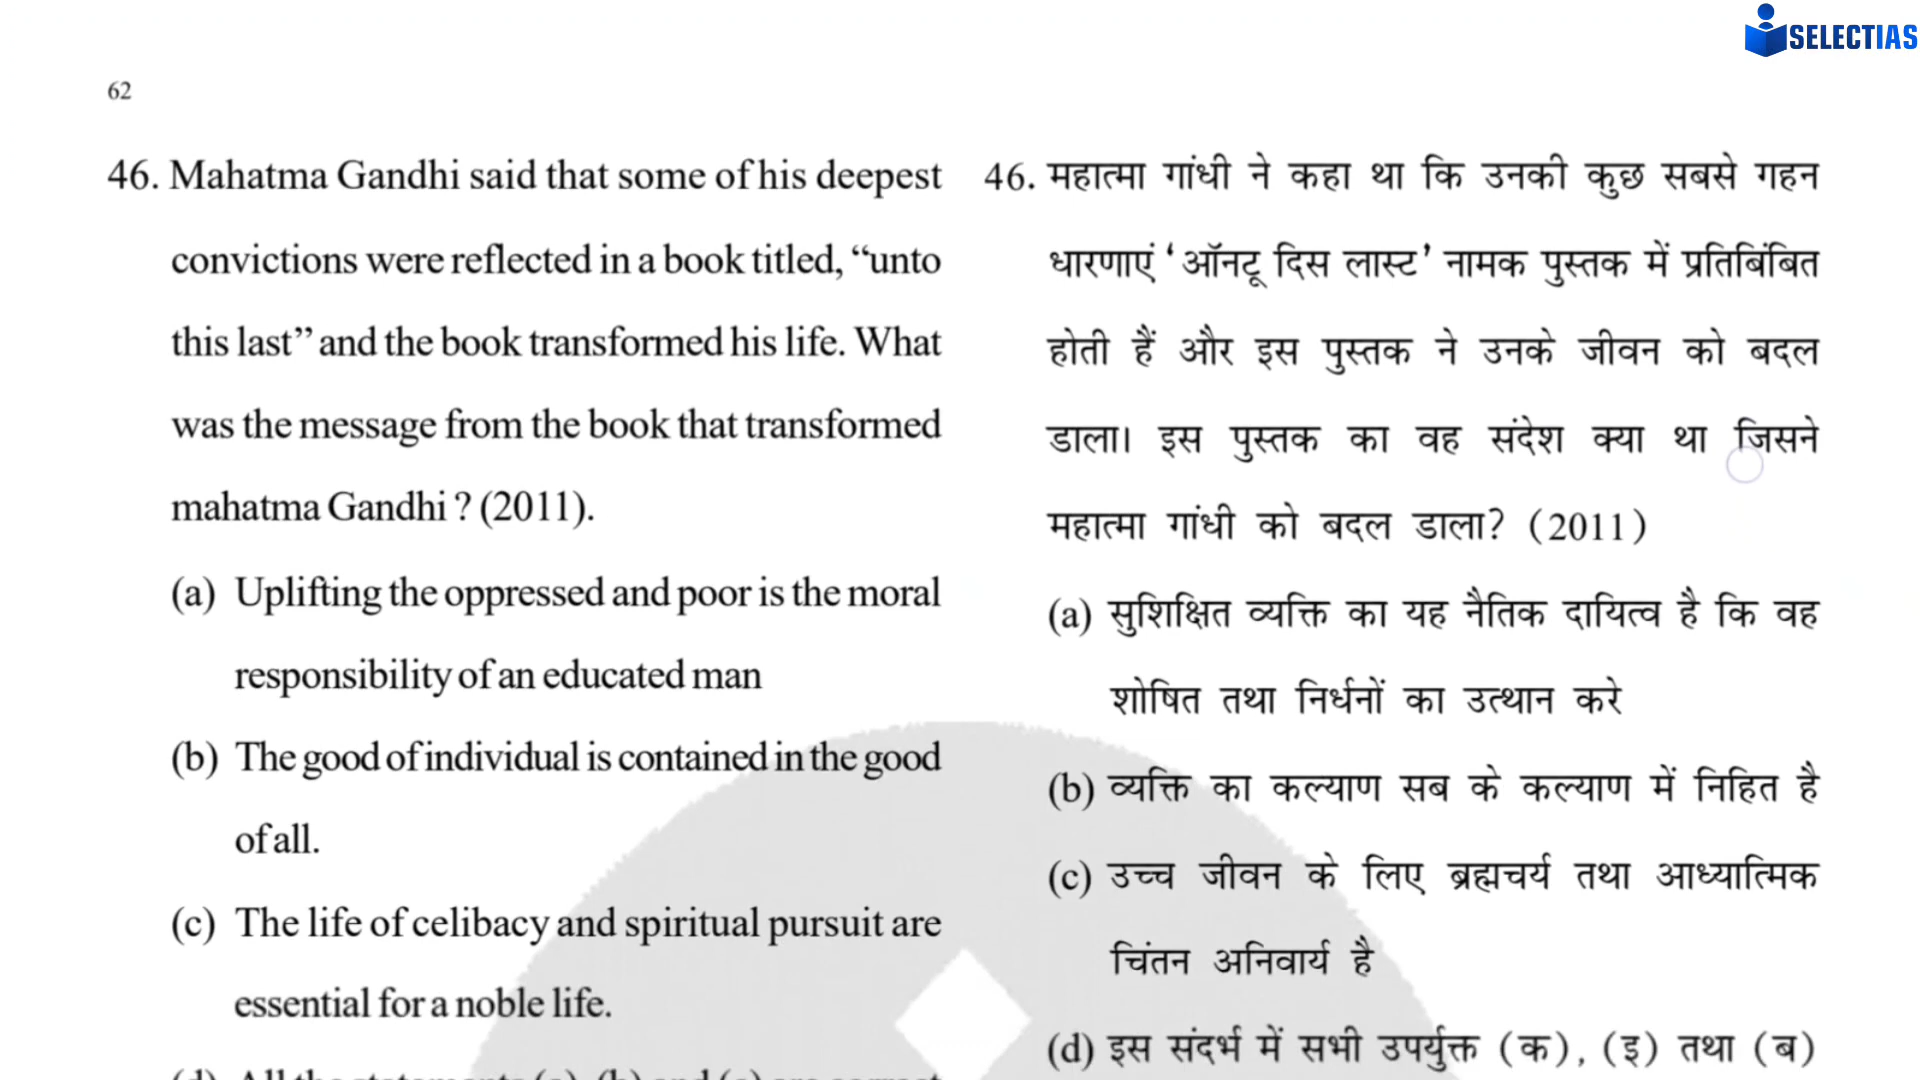 SELECTIAS
62
46. Mahatma Gandhi said that some of his deepest
convictions were reflected in a book titled, “unto
this last” and the book transformed his life. What
was the message from the book that transformed
mahatma Gandhi ? (2011).
(a) Uplifting the oppressed and poor is the moral
responsibility of an educated man
(b) The good of individual is contained in the good
of all.
(c) The life of celibacy and spiritual pursuit are
essential for a noble life.
(d) All the statements (a), (b) and (c) are correct
46. महात्मा गांधी ने कहा था कि उनकी कुछ सबसे गहन
धारणाएं ‘ऑनटू दिस लास्ट’ नामक पुस्तक में प्रतिबिंबित
होती हैं और इस पुस्तक ने उनके जीवन को बदल
डाला। इस पुस्तक का वह संदेश क्या था जिसने
महात्मा गांधी को बदल डाला? (2011)
(a) सुशिक्षित व्यक्ति का यह नैतिक दायित्व है कि वह
शोषित तथा निर्धनों का उत्थान करे
(b) व्यक्ति का कल्याण सब के कल्याण में निहित है
(c) उच्च जीवन के लिए ब्रह्मचर्य तथा आध्यात्मिक
चिंतन अनिवार्य है
(d) इस संदर्भ में सभी उपर्युक्त (क), (इ) तथा (ब)